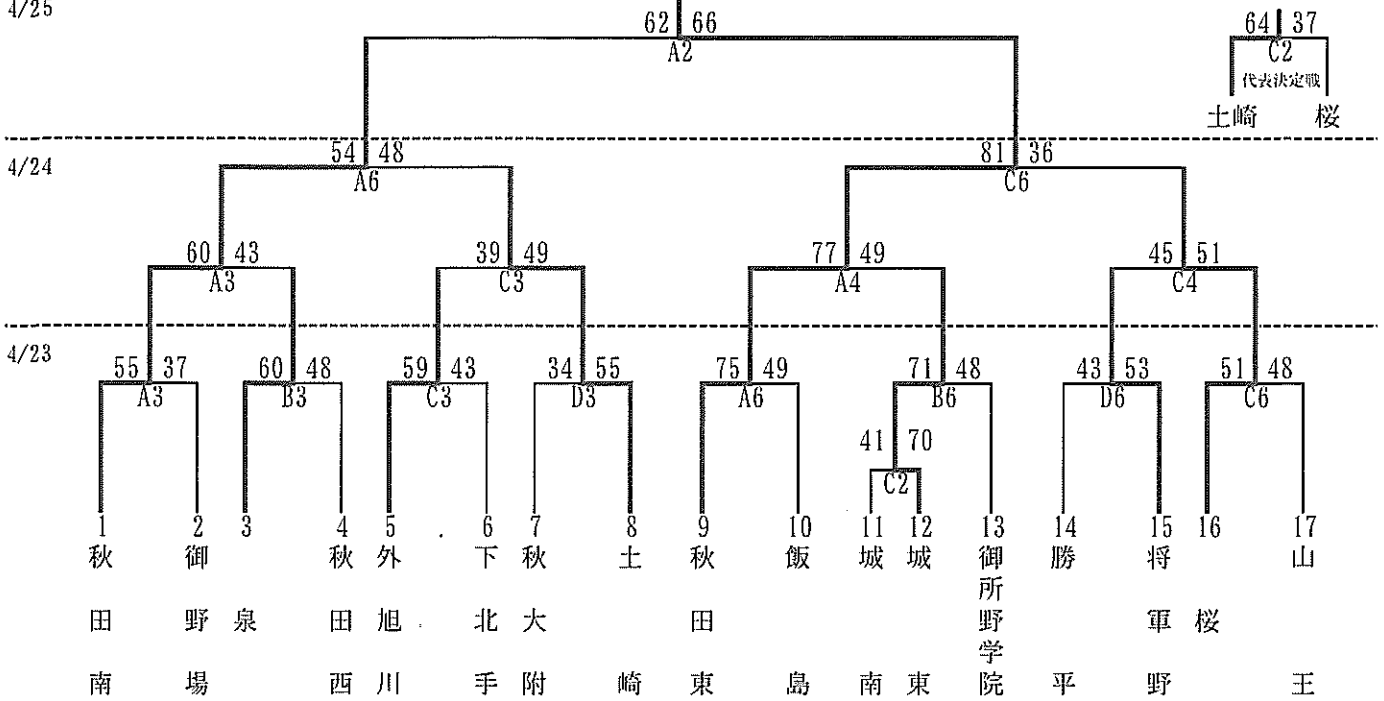 4/25
62 66
A2
64 37
C2
代表決定戦
土崎 桜
4/24
54 48
A6
81 36
C6
60 43
A3
39 49
C3
77 49
A4
45 51
C4
4/23
55 37
A3
60 48
B3
59 43
C3
34 55
D3
75 49
A6
71 48
B6
43 53
D6
51 48
C6
41 70
C2
1 2 3 4 5 6 7 8 9 10 11 12 13 14 15 16 17
秋田南
御野場
泉
秋田西
外旭川
下北手
秋大附
土崎
秋田東
飯島
城南
城東
御所野学院
勝平
将軍野
桜
山王